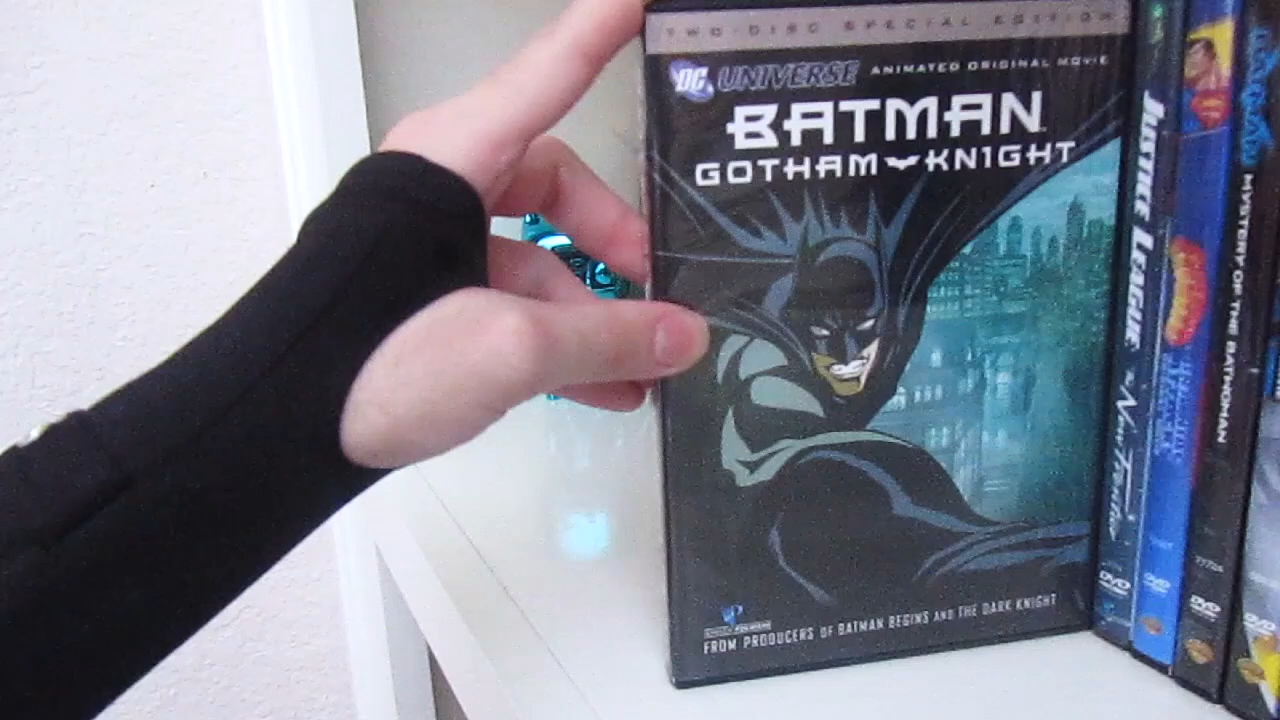 TWO-DISC SPECIAL EDITION
DC UNIVERSE ANIMATED ORIGINAL MOVIE
BATMAN
GOTHAM KNIGHT
FROM PRODUCERS OF BATMAN BEGINS AND THE DARK KNIGHT
JUSTICE LEAGUE THE NEW FRONTIER
DVD
DVD
MYSTERY OF THE BATWOMAN
DVD